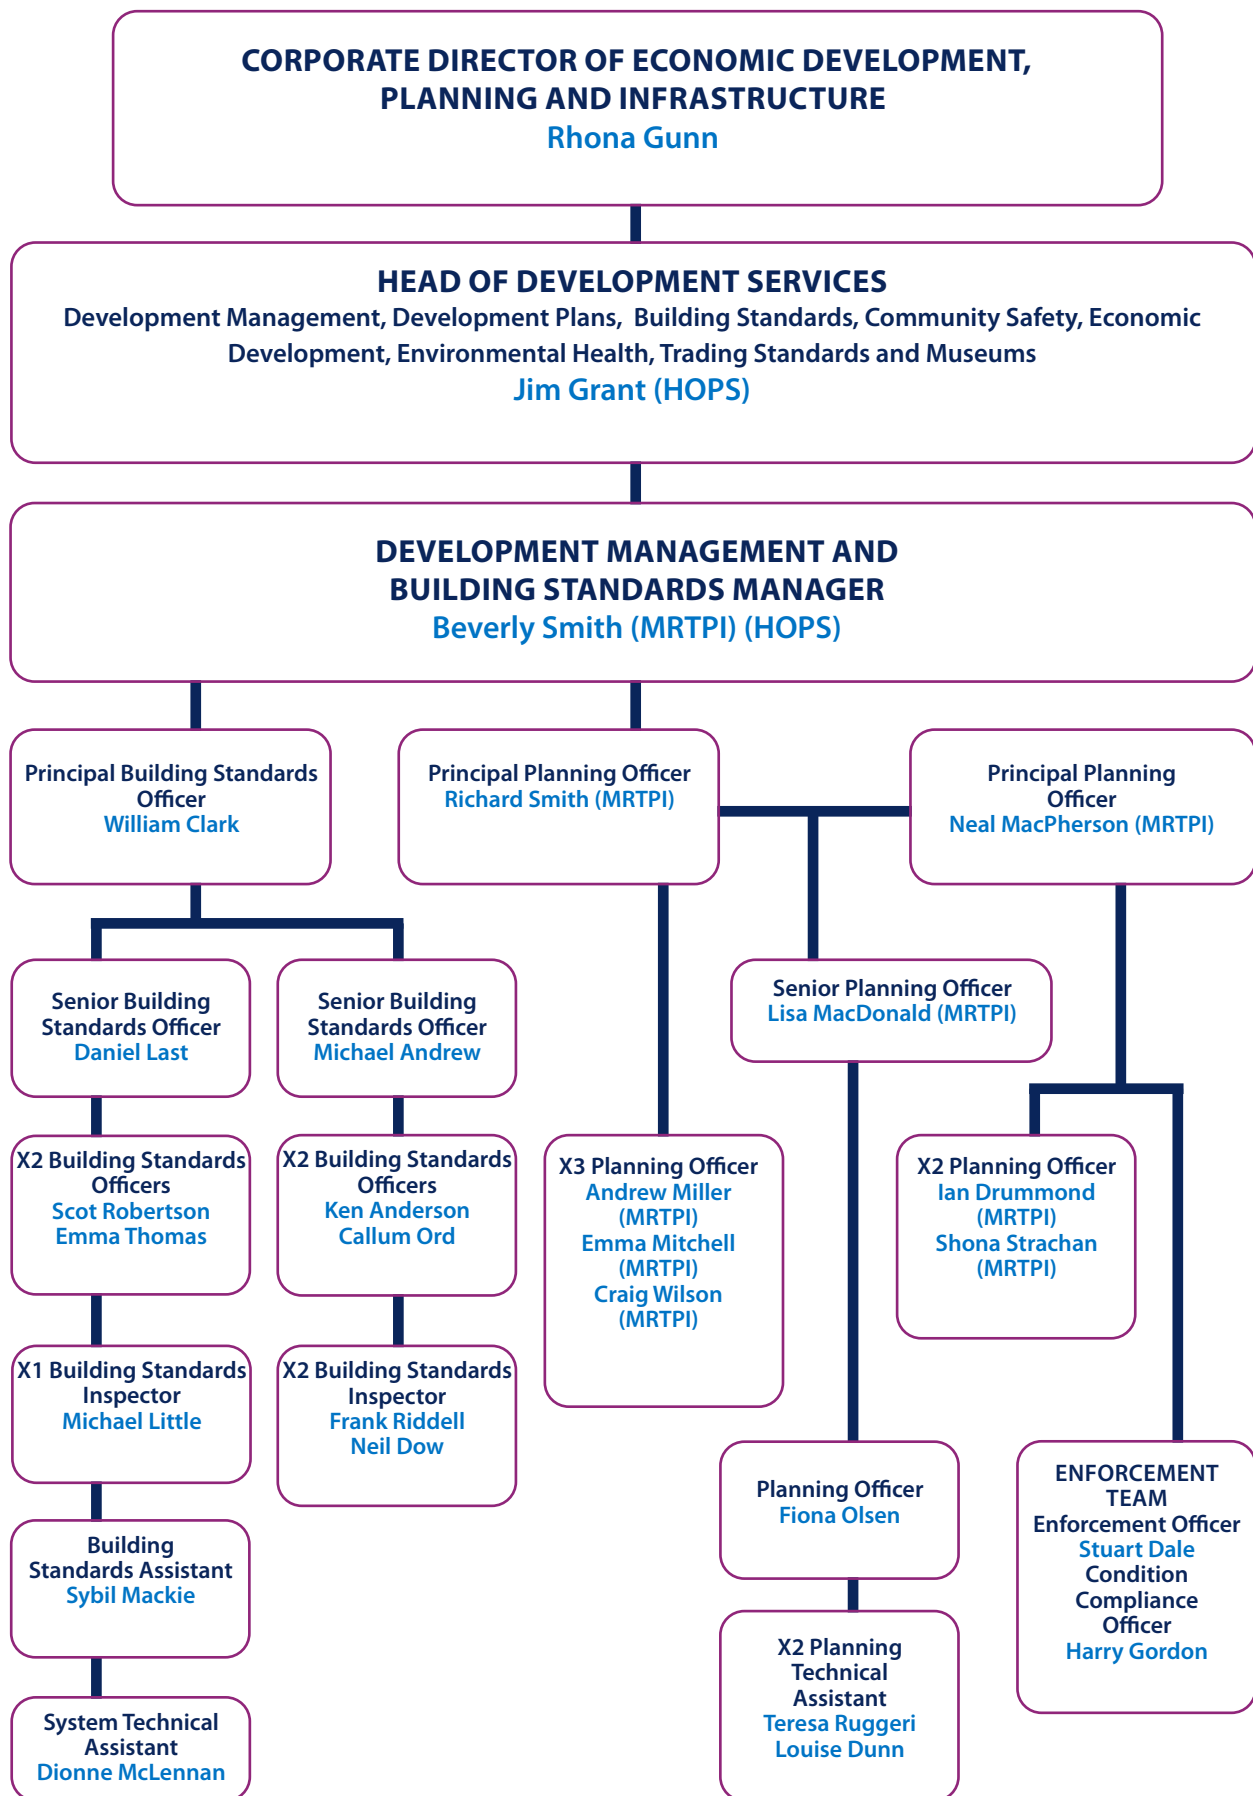 CORPORATE DIRECTOR OF ECONOMIC DEVELOPMENT,
PLANNING AND INFRASTRUCTURE
Rhona Gunn
HEAD OF DEVELOPMENT SERVICES
Development Management, Development Plans, Building Standards, Community Safety, Economic
Development, Environmental Health, Trading Standards and Museums
Jim Grant (HOPS)
DEVELOPMENT MANAGEMENT AND
BUILDING STANDARDS MANAGER
Beverly Smith (MRTPI) (HOPS)
Principal Building Standards
Officer
William Clark
Principal Planning Officer
Richard Smith (MRTPI)
Principal Planning
Officer
Neal MacPherson (MRTPI)
Senior Building
Standards Officer
Daniel Last
Senior Building
Standards Officer
Michael Andrew
Senior Planning Officer
Lisa MacDonald (MRTPI)
X2 Building Standards
Officers
Scot Robertson
Emma Thomas
X2 Building Standards
Officers
Ken Anderson
Callum Ord
X3 Planning Officer
Andrew Miller
(MRTPI)
Emma Mitchell
(MRTPI)
Craig Wilson
(MRTPI)
X2 Planning Officer
Ian Drummond
(MRTPI)
Shona Strachan
(MRTPI)
X1 Building Standards
Inspector
Michael Little
X2 Building Standards
Inspector
Frank Riddell
Neil Dow
Planning Officer
Fiona Olsen
ENFORCEMENT
TEAM
Enforcement Officer
Stuart Dale
Condition
Compliance
Officer
Harry Gordon
Building
Standards Assistant
Sybil Mackie
X2 Planning
Technical
Assistant
Teresa Ruggeri
Louise Dunn
System Technical
Assistant
Dionne McLennan